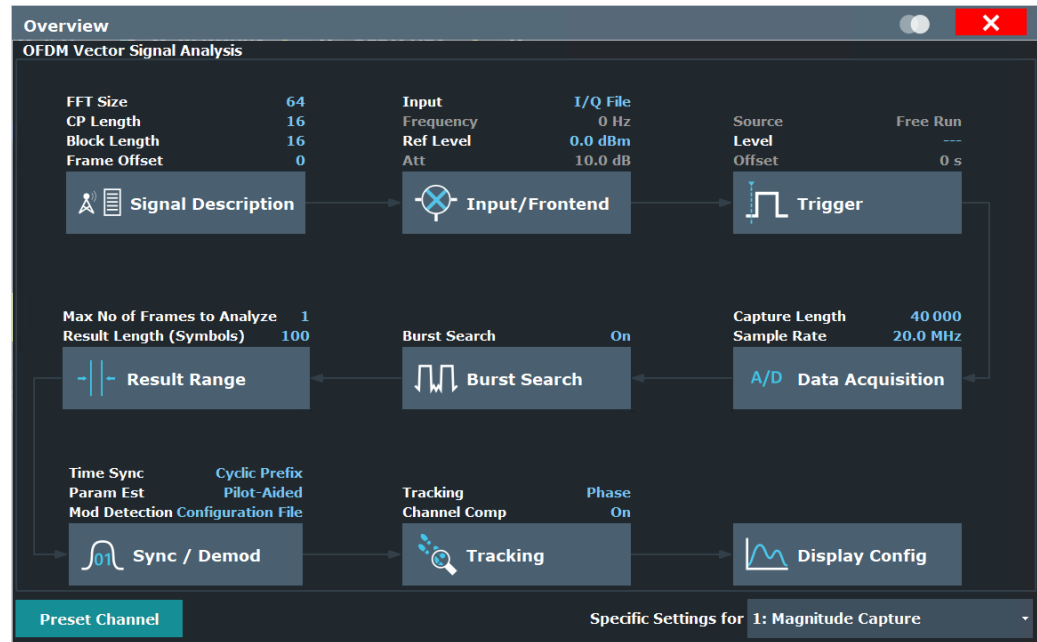 Overview
OFDM Vector Signal Analysis
FFT Size 64
CP Length 16
Block Length 16
Frame Offset 0
Signal Description
Input I/Q File
Frequency 0 Hz
Ref Level 0.0 dBm
Att 10.0 dB
Input/Frontend
Source Free Run
Level ---
Offset 0 s
Trigger
Max No of Frames to Analyze 1
Result Length (Symbols) 100
Result Range
Burst Search On
Burst Search
Capture Length 40 000
Sample Rate 20.0 MHz
A/D Data Acquisition
Time Sync Cyclic Prefix
Param Est Pilot-Aided
Mod Detection Configuration File
01 Sync / Demod
Tracking Phase
Channel Comp On
Tracking
Display Config
Preset Channel
Specific Settings for 1: Magnitude Capture